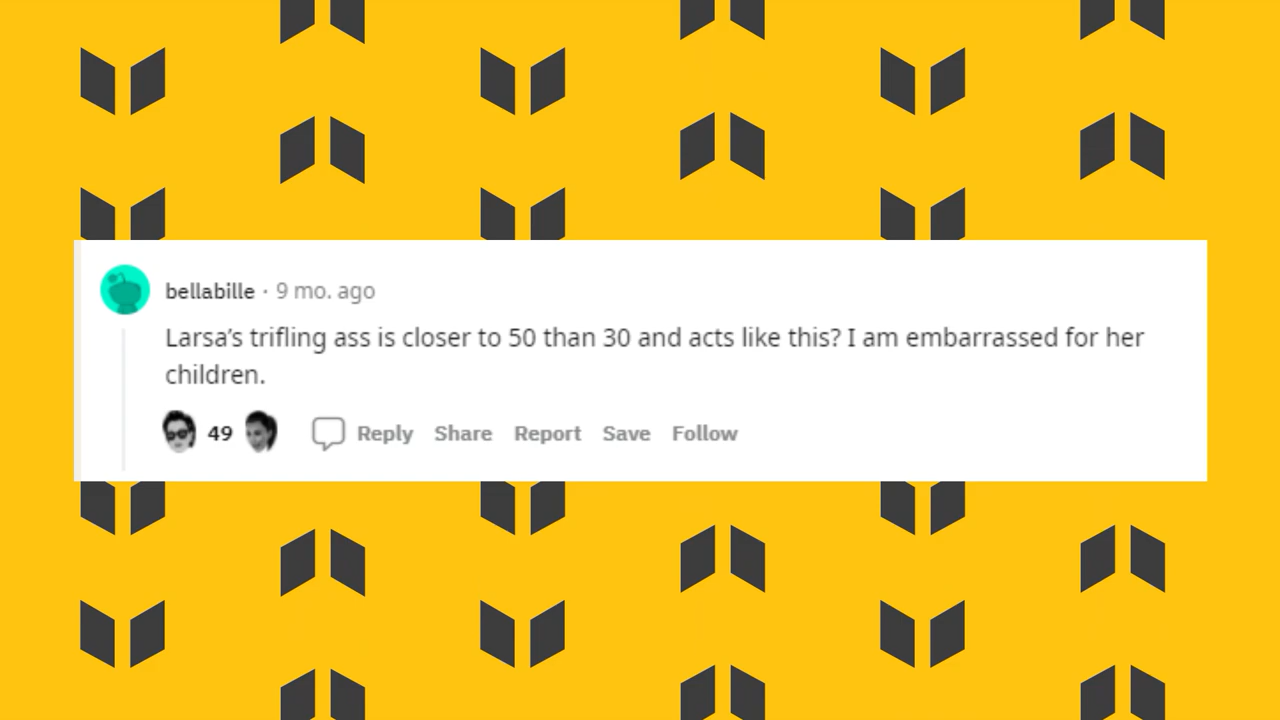 bellabille · 9 mo. ago
Larsa’s trifling ass is closer to 50 than 30 and acts like this? I am embarrassed for her
children.
49 Reply Share Report Save Follow